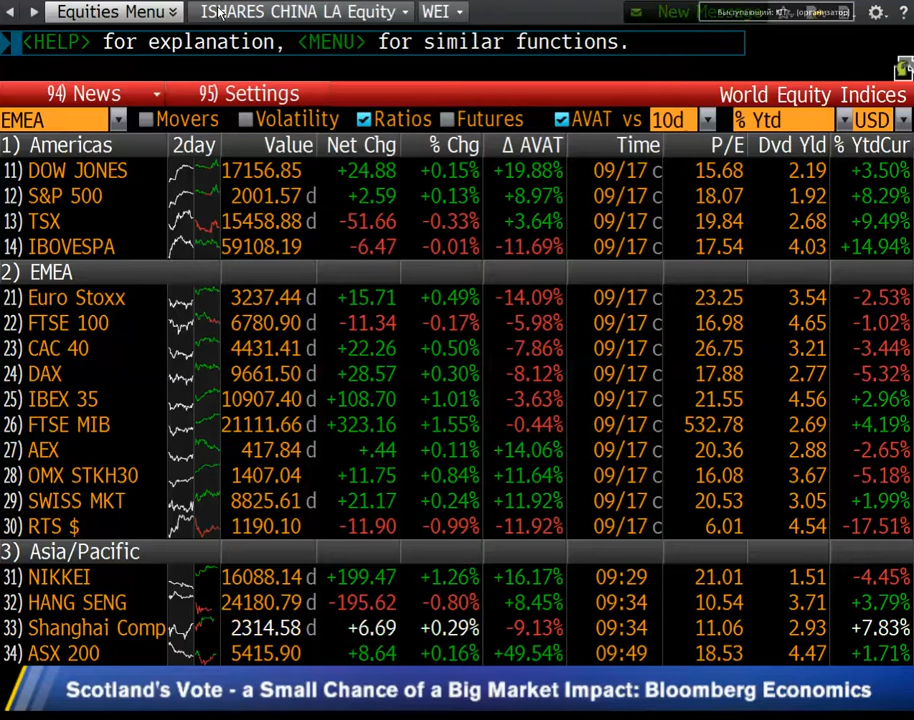 Equities Menu ISHARES CHINA LA Equity WEI New Выступающий: (организатор) ?
<HELP> for explanation, <MENU> for similar functions.
94) News 95) Settings World Equity Indices
EMEA Movers Volatility Ratios Futures AVAT vs 10d % Ytd USD
1) Americas 2day Value Net Chg % Chg Δ AVAT Time P/E Dvd Yld % YtdCur
11) DOW JONES 17156.85 +24.88 +0.15% +19.88% 09/17 c 15.68 2.19 +3.50%
12) S&P 500 2001.57 d +2.59 +0.13% +8.97% 09/17 c 18.07 1.92 +8.29%
13) TSX 15458.88 d -51.66 -0.33% +3.64% 09/17 c 19.84 2.68 +9.49%
14) IBOVESPA 59108.19 -6.47 -0.01% -11.69% 09/17 c 17.54 4.03 +14.94%
2) EMEA
21) Euro Stoxx 3237.44 d +15.71 +0.49% -14.09% 09/17 c 23.25 3.54 -2.53%
22) FTSE 100 6780.90 d -11.34 -0.17% -5.98% 09/17 c 16.98 4.65 -1.02%
23) CAC 40 4431.41 d +22.26 +0.50% -7.86% 09/17 c 26.75 3.21 -3.44%
24) DAX 9661.50 d +28.57 +0.30% -8.12% 09/17 c 17.88 2.77 -5.32%
25) IBEX 35 10907.40 d +108.70 +1.01% -3.63% 09/17 c 21.55 4.56 +2.96%
26) FTSE MIB 21111.66 d +323.16 +1.55% -0.44% 09/17 c 532.78 2.69 +4.19%
27) AEX 417.84 d +.44 +0.11% +14.06% 09/17 c 20.36 2.88 -2.65%
28) OMX STKH30 1407.04 +11.75 +0.84% +11.64% 09/17 c 16.08 3.67 -5.18%
29) SWISS MKT 8825.61 d +21.17 +0.24% +11.92% 09/17 c 20.53 3.05 +1.99%
30) RTS $ 1190.10 -11.90 -0.99% -11.92% 09/17 c 6.01 4.54 -17.51%
3) Asia/Pacific
31) NIKKEI 16088.14 d +199.47 +1.26% +16.17% 09:29 21.01 1.51 -4.45%
32) HANG SENG 24180.79 d -195.62 -0.80% +8.45% 09:34 10.54 3.71 +3.79%
33) Shanghai Comp 2314.58 d +6.69 +0.29% -9.13% 09:34 11.06 2.93 +7.83%
34) ASX 200 5415.90 +8.64 +0.16% +49.54% 09:49 18.53 4.47 +1.71%
Scotland's Vote - a Small Chance of a Big Market Impact: Bloomberg Economics